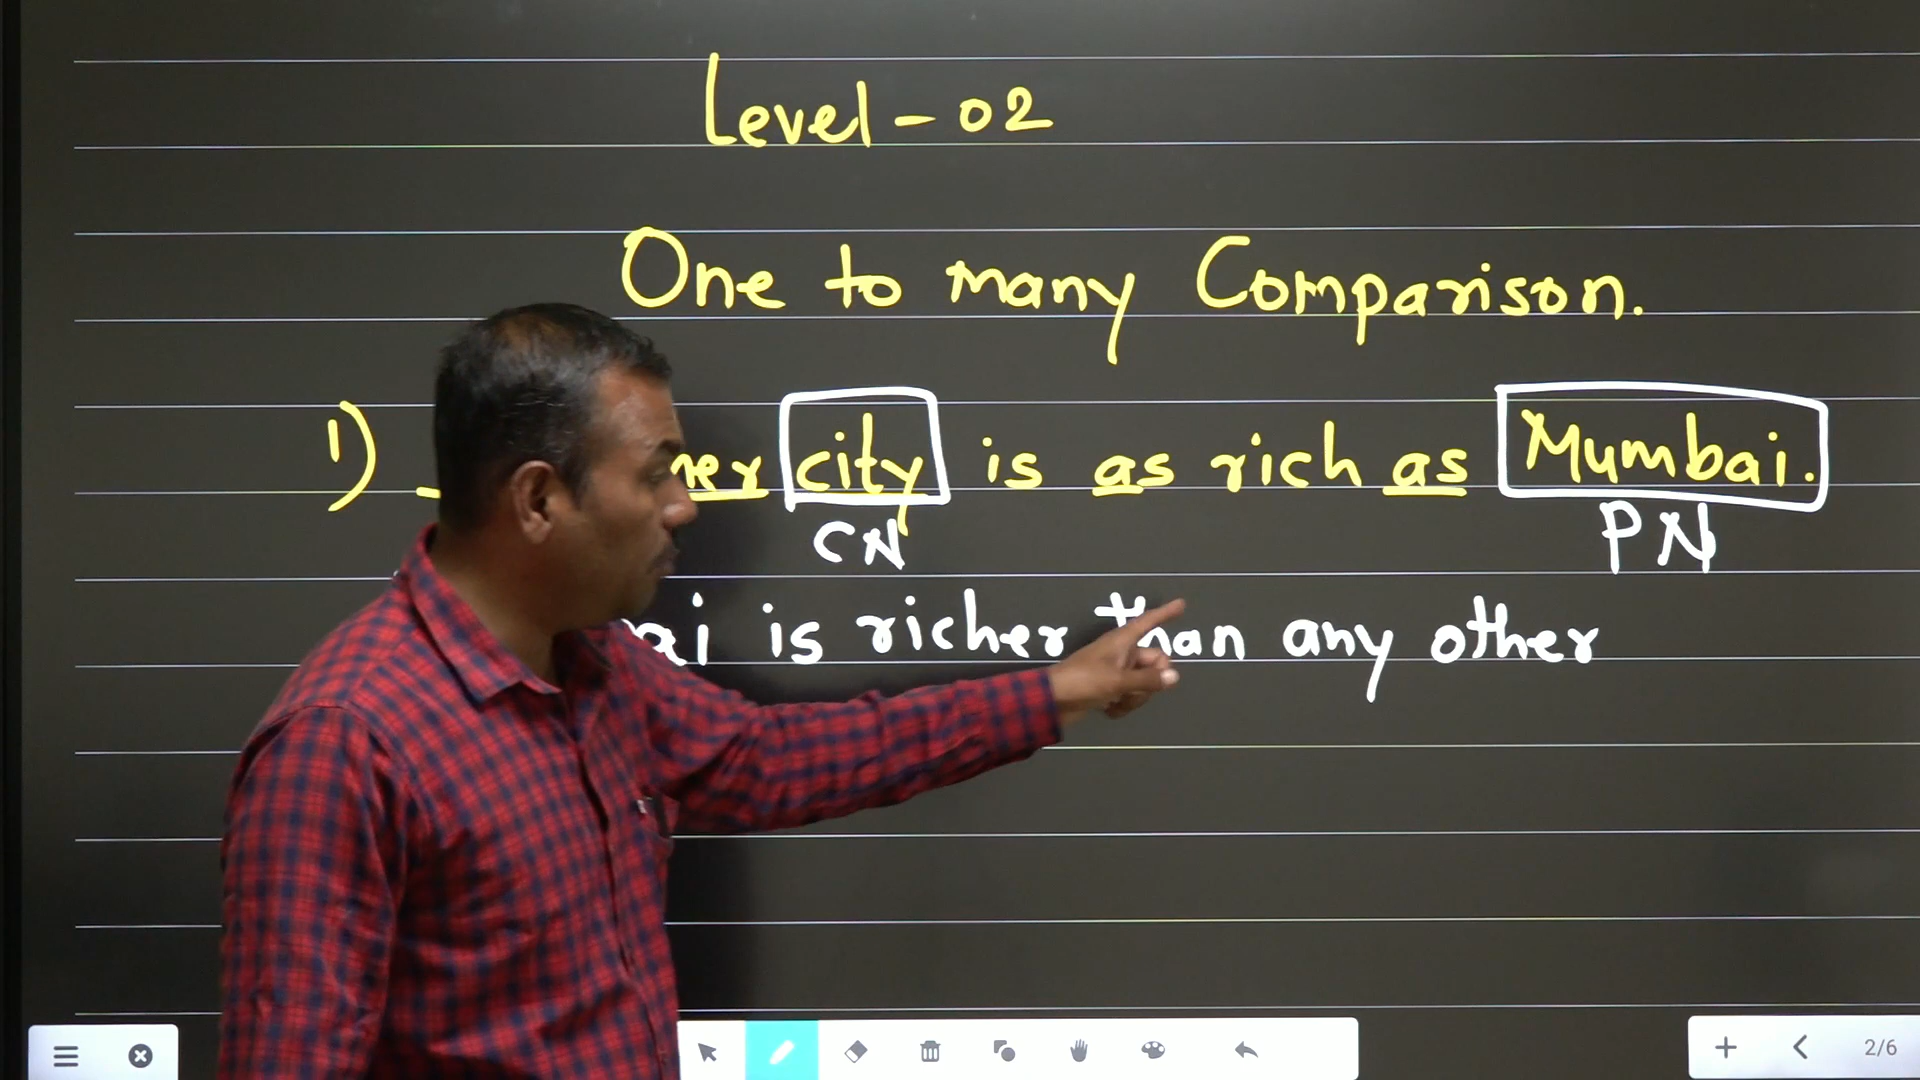 Level - 02
One to many Comparison.
1) city is as rich as Mumbai.
CN PN
is richer than any other
2/6